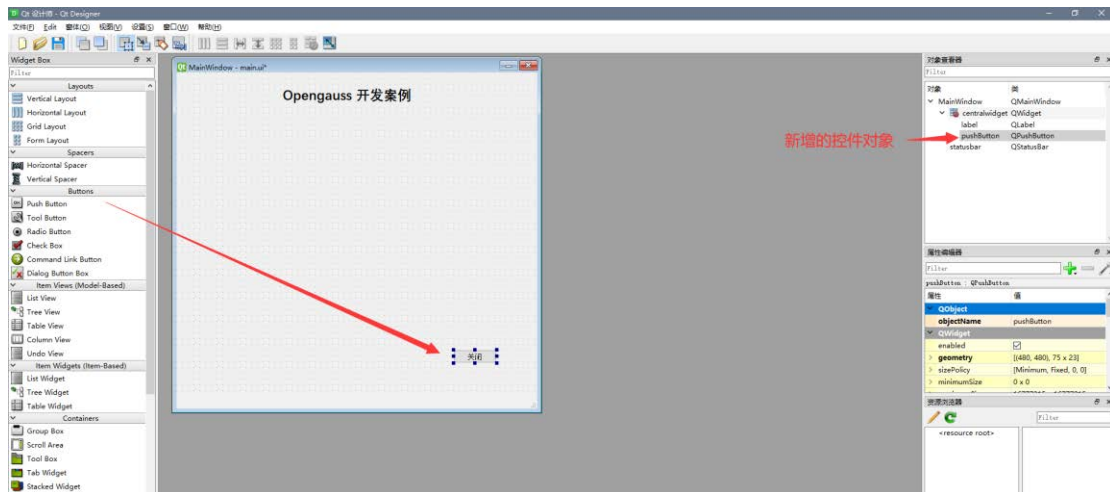 Qt 设计师 - Qt Designer
文件(F) Edit 窗体(O) 视图(V) 设置(S) 窗口(W) 帮助(H)
Widget Box
Filter
Layouts
Vertical Layout
Horizontal Layout
Grid Layout
Form Layout
Spacers
Horizontal Spacer
Vertical Spacer
Buttons
Push Button
Tool Button
Radio Button
Check Box
Command Link Button
Dialog Button Box
Item Views (Model-Based)
List View
Tree View
Table View
Column View
Undo View
Item Widgets (Item-Based)
List Widget
Tree Widget
Table Widget
Containers
Group Box
Scroll Area
Tool Box
Tab Widget
Stacked Widget
MainWindow - main.ui*
Opengauss 开发案例
关闭
新增的控件对象
对象查看器
Filter
对象 类
MainWindow QMainWindow
centralwidget QWidget
label QLabel
pushButton QPushButton
statusbar QStatusBar
属性编辑器
Filter
pushButton : QPushButton
属性 值
QObject
objectName pushButton
QWidget
enabled
geometry [(480, 480), 75 x 23]
sizePolicy [Minimum, Fixed, 0, 0]
minimumSize 0 x 0
资源浏览器
Filter
<resource root>